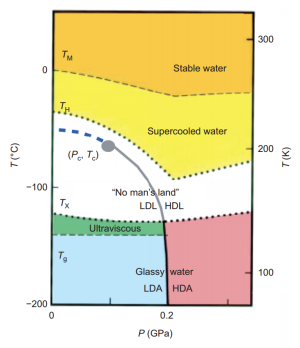 T_M
Stable water
T_H
Supercooled water
(P_c, T_c)
"No man's land"
LDL HDL
T_X
Ultraviscous
T_g
Glassy water
LDA HDA
0
−100
−200
T (°C)
300
200
100
T (K)
0 0.2
P (GPa)